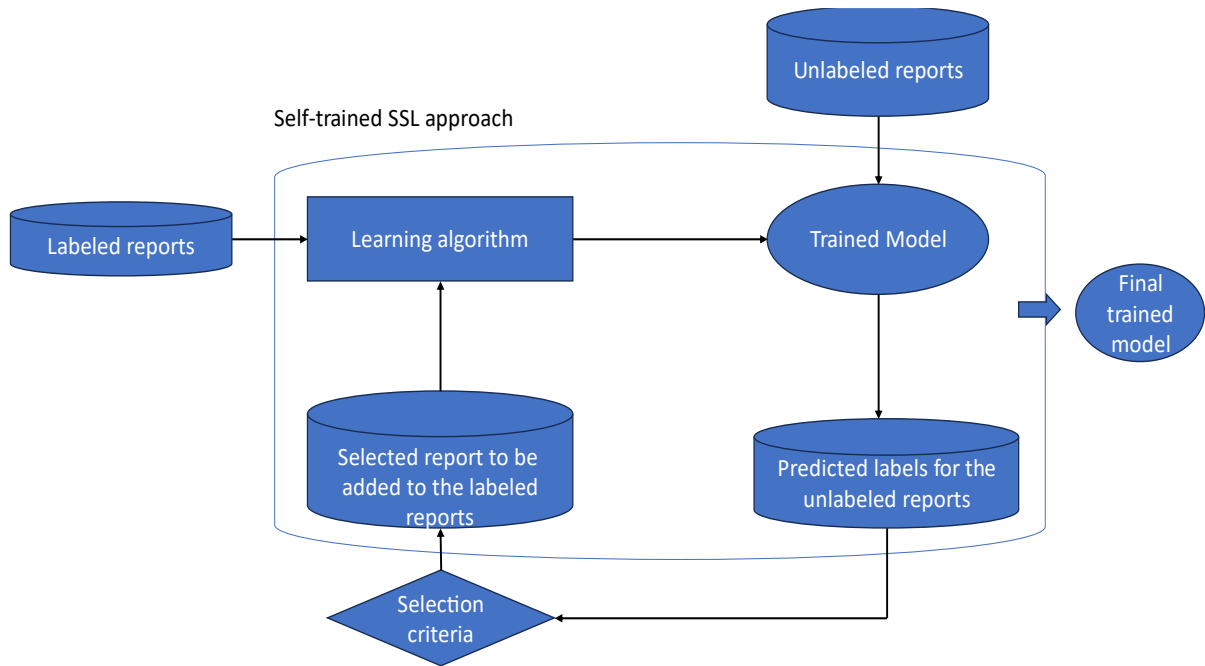 Unlabeled reports
Self-trained SSL approach
Labeled reports
Learning algorithm
Trained Model
Final
trained
model
Selected report to be
added to the labeled
reports
Predicted labels for the
unlabeled reports
Selection
criteria